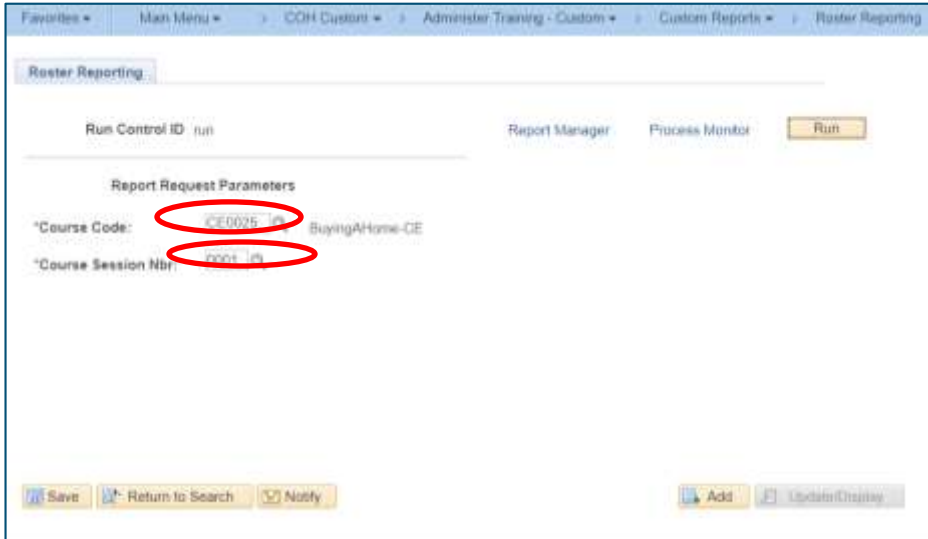 Favorites Main Menu COH Custom Administer Training - Custom Custom Reports Roster Reporting
Roster Reporting
Run Control ID run Report Manager Process Monitor Run
Report Request Parameters
*Course Code: CE0025 BuyingAHome-CE
*Course Session Nbr: 0001
Save Return to Search Notify Add Update/Display